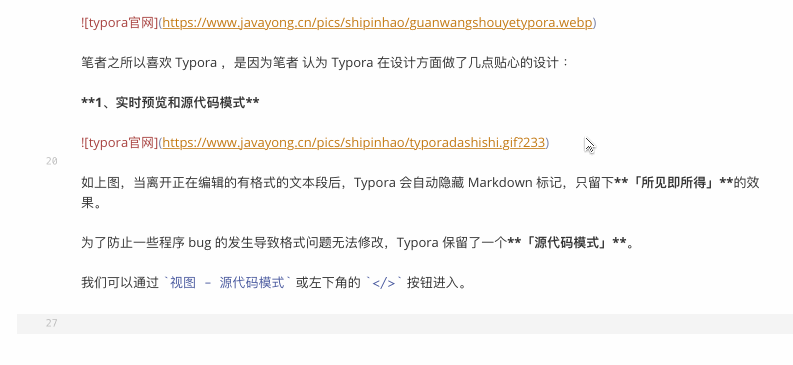 ![typora官网](https://www.javayong.cn/pics/shipinhao/guanwangshouyetypora.webp)
笔者之所以喜欢 Typora ，是因为笔者 认为 Typora 在设计方面做了几点贴心的设计：
**1、实时预览和源代码模式**
![typora官网](https://www.javayong.cn/pics/shipinhao/typoradashishi.gif?233)
20
如上图，当离开正在编辑的有格式的文本段后，Typora 会自动隐藏 Markdown 标记，只留下**「所见即所得」**的效
果。
为了防止一些程序 bug 的发生导致格式问题无法修改，Typora 保留了一个**「源代码模式」**。
我们可以通过 `视图 - 源代码模式` 或左下角的 `</>` 按钮进入。
27